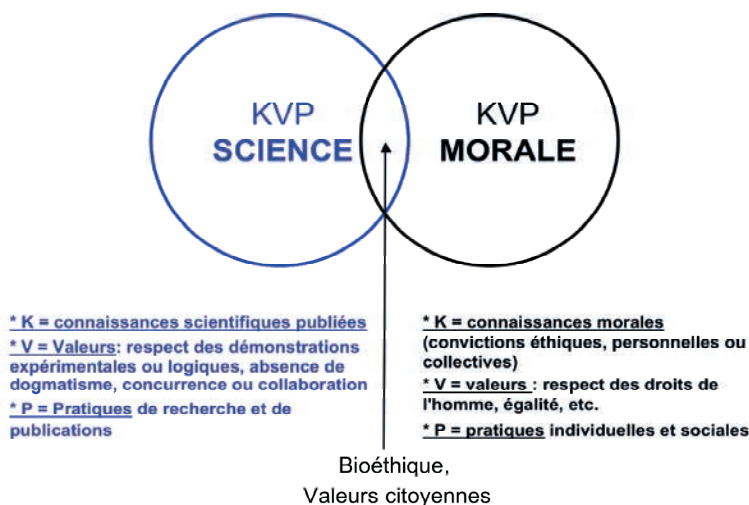 KVP
SCIENCE
KVP
MORALE
* K = connaissances scientifiques publiées
* V = Valeurs: respect des démonstrations
expérimentales ou logiques, absence de
dogmatisme, concurrence ou collaboration
* P = Pratiques de recherche et de
publications
* K = connaissances morales
(convictions éthiques, personnelles ou
collectives)
* V = valeurs : respect des droits de
l'homme, égalité, etc.
* P = pratiques individuelles et sociales
Bioéthique,
Valeurs citoyennes